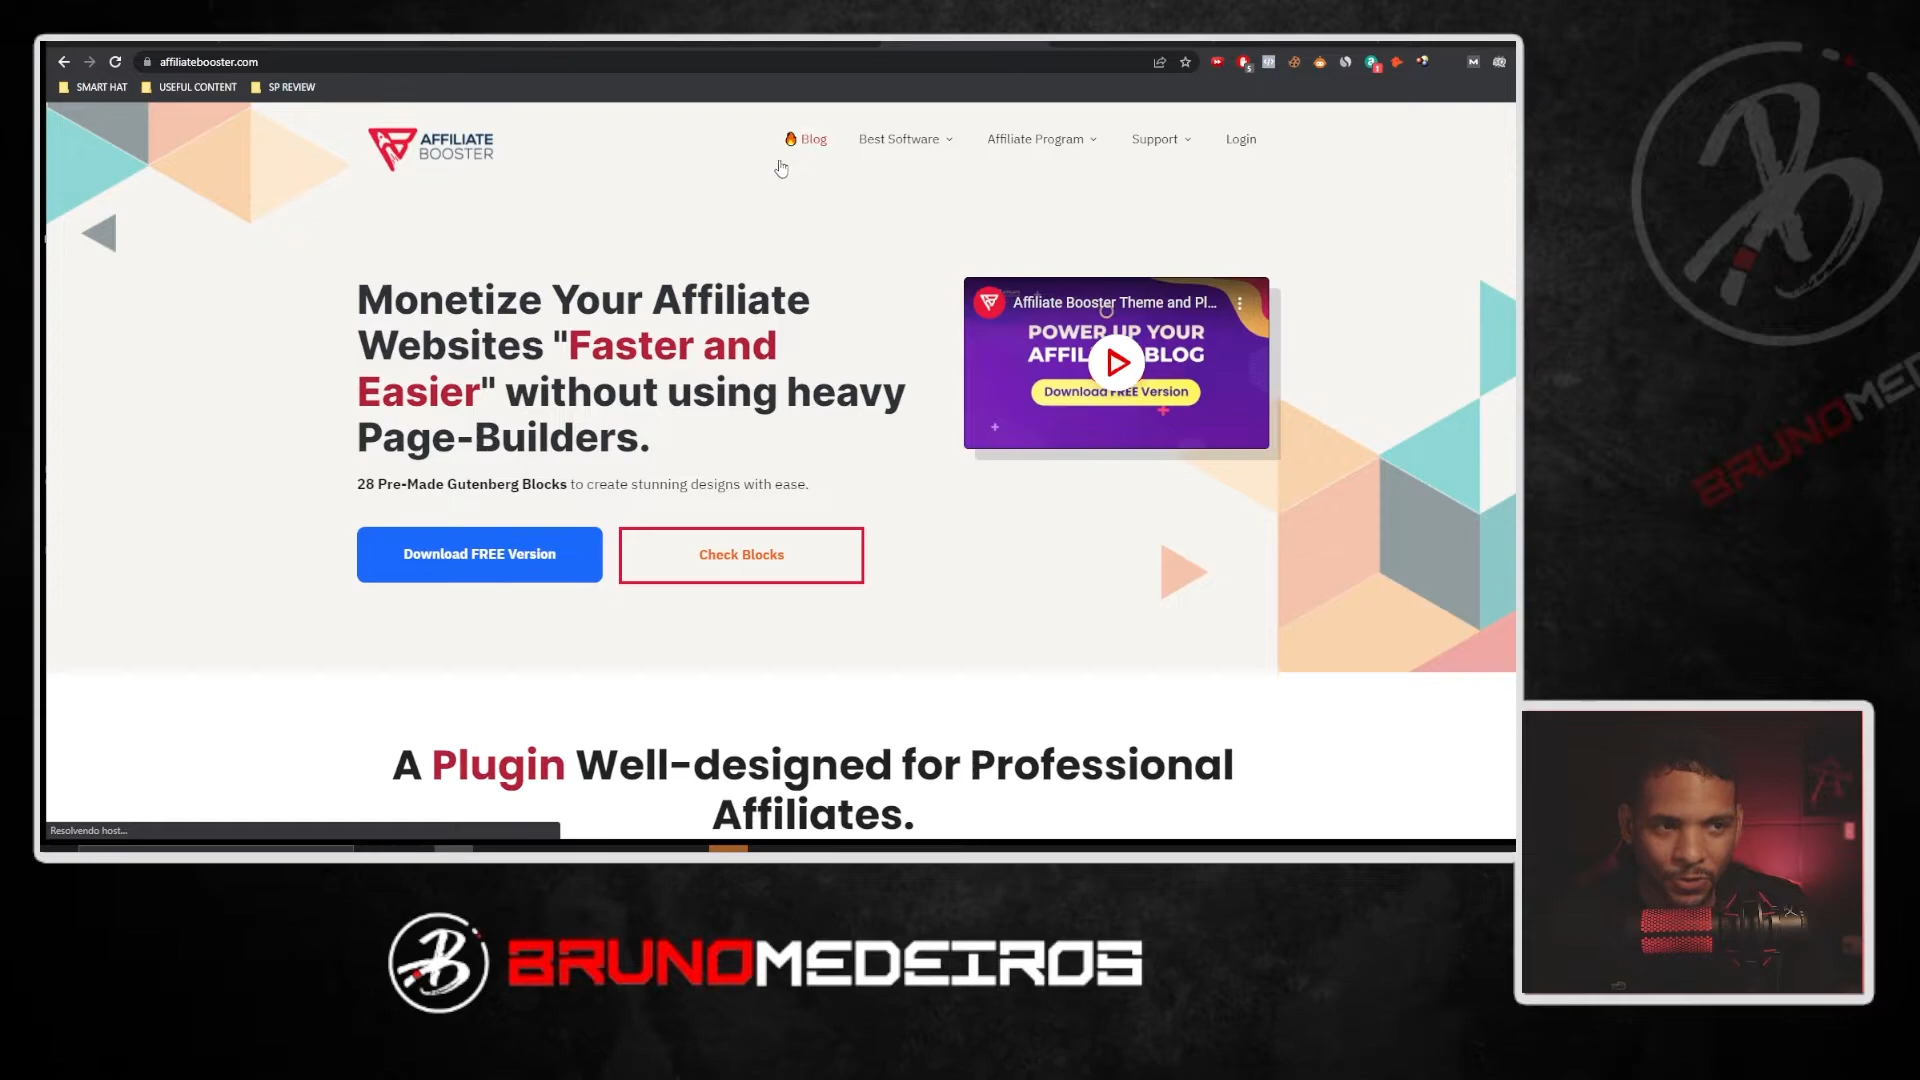 affiliatebooster.com
SMART HAT
USEFUL CONTENT
SP REVIEW
AFFILIATE
BOOSTER
Blog
Best Software
Affiliate Program
Support
Login
Monetize Your Affiliate
Websites "Faster and
Easier" without using heavy
Page-Builders.
28 Pre-Made Gutenberg Blocks to create stunning designs with ease.
Download FREE Version
Check Blocks
Affiliate Booster Theme and Pl...
POWER UP YOUR
BLOG
Download FREE Version
A Plugin Well-designed for Professional
Affiliates.
Resolvendo host...
BRUNOMEDEIROS
BRUNOMED